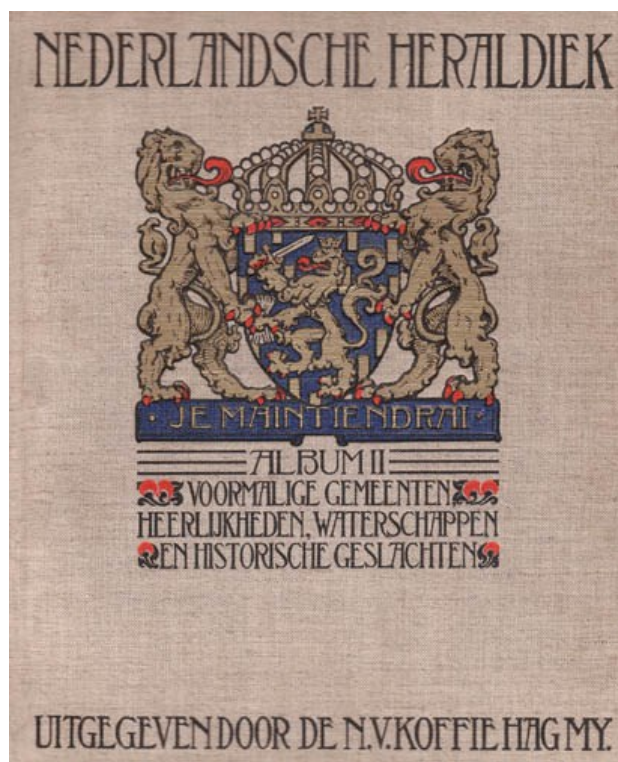 NEDERLANDSCHE HERALDIEK
· JE MAINTIENDRAI ·
ALBUM II
VOORMALIGE GEMEENTEN,
HEERLIJKHEDEN, WATERSCHAPPEN
EN HISTORISCHE GESLACHTEN
UITGEGEVEN DOOR DE N.V. KOFFIE HAG MY.